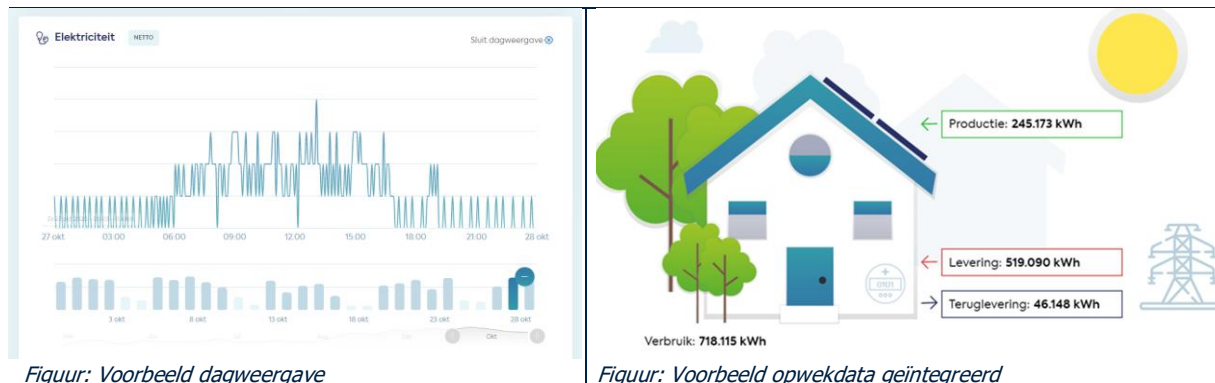 Elektriciteit NETTO
Sluit dagweergave
27 okt 03:00 06:00 09:00 12:00 15:00 18:00 21:00 28 okt
3 okt 8 okt 13 okt 18 okt 23 okt 28 okt
Okt
Figuur: Voorbeeld dagweergave
Productie: 245.173 kWh
Levering: 519.090 kWh
0101
Teruglevering: 46.148 kWh
Verbruik: 718.115 kWh
Figuur: Voorbeeld opwekdata geïntegreerd